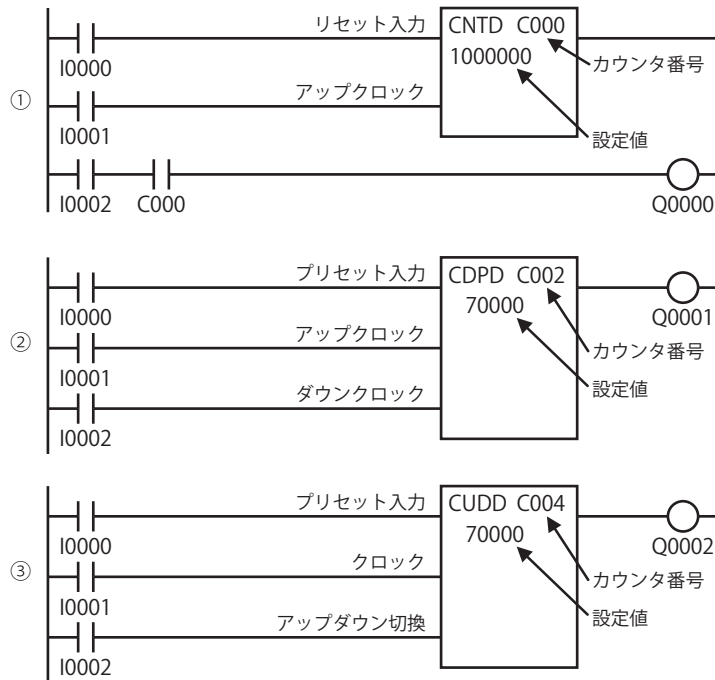 ①
リセット入力
I0000
アップクロック
I0001
CNTD C000
1000000
カウンタ番号
設定値
I0002
C000
Q0000
②
プリセット入力
I0000
アップクロック
I0001
ダウンクロック
I0002
CDPD C002
70000
Q0001
カウンタ番号
設定値
③
プリセット入力
I0000
クロック
I0001
アップダウン切換
I0002
CUDD C004
70000
Q0002
カウンタ番号
設定値